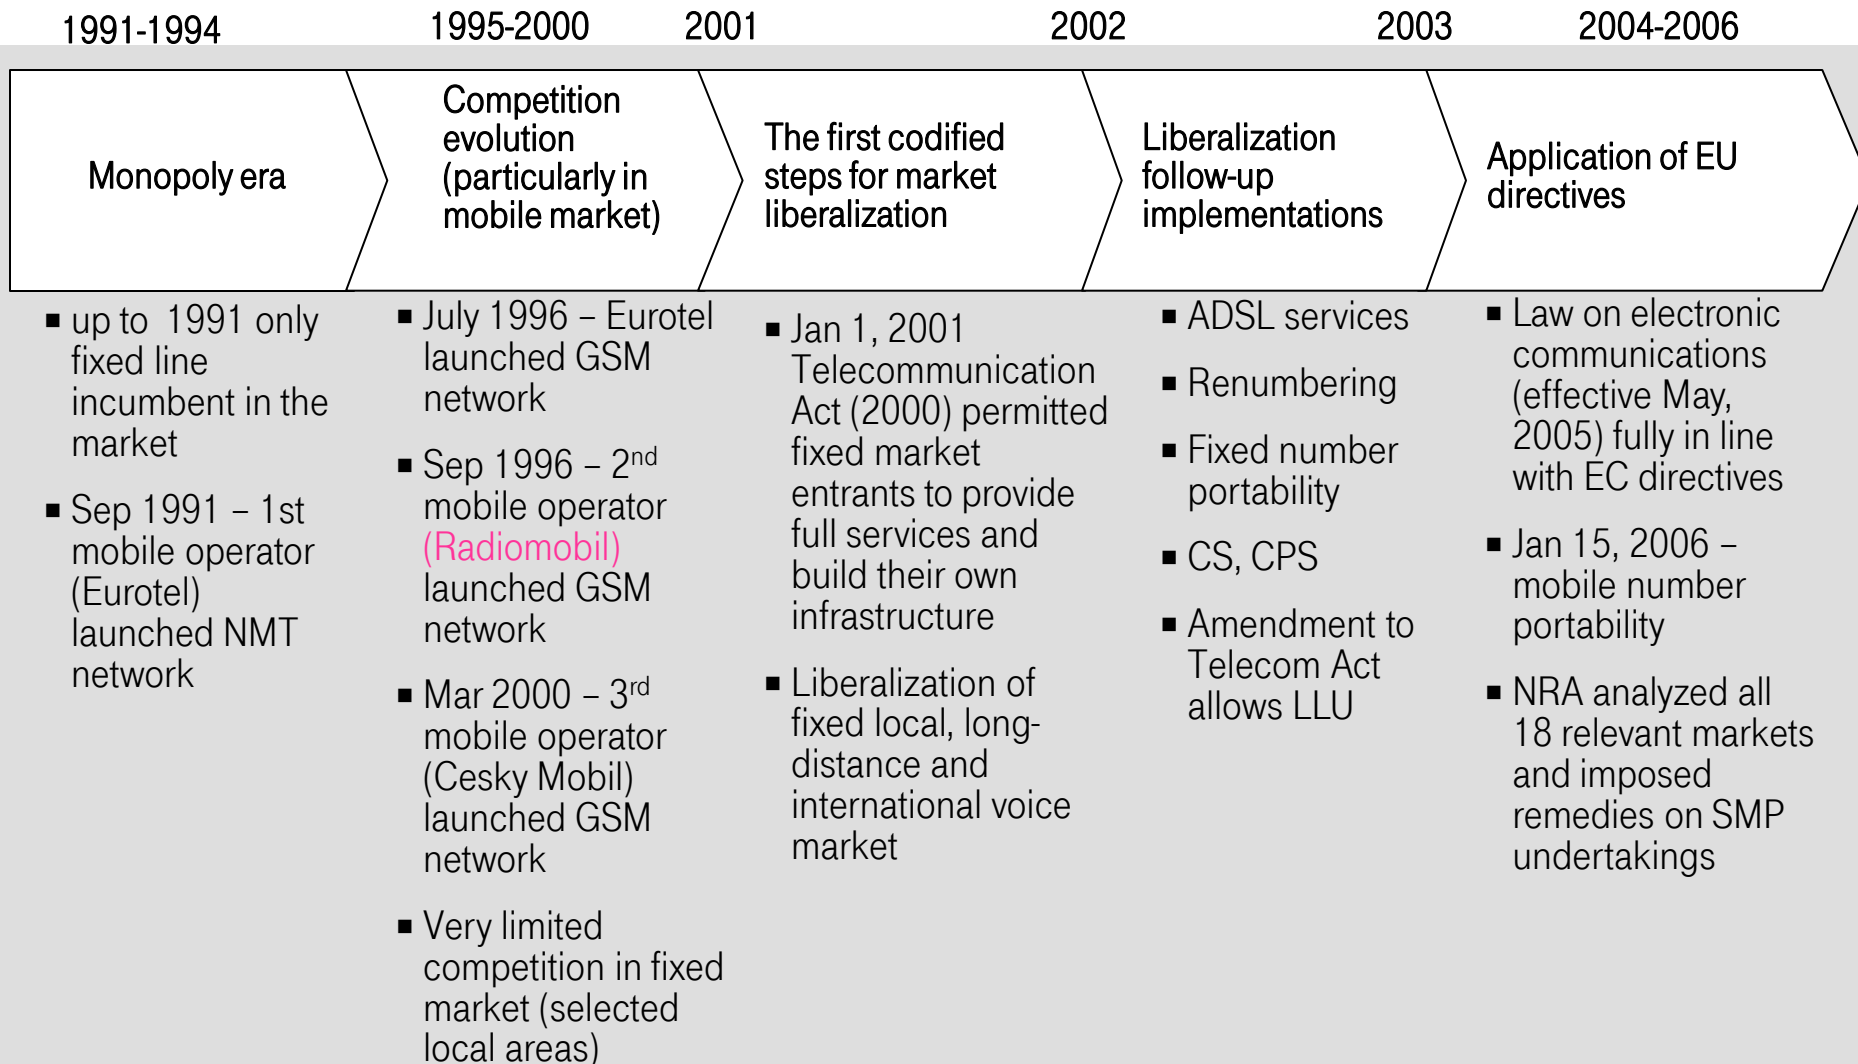 1991-1994 1995-2000 2001 2002 2003 2004-2006
Monopoly era
Competition
evolution
(particularly in
mobile market)
The first codified
steps for market
liberalization
Liberalization
follow-up
implementations
Application of EU
directives
▪ up to 1991 only
fixed line
incumbent in the
market
▪ Sep 1991 – 1st
mobile operator
(Eurotel)
launched NMT
network
▪ July 1996 – Eurotel
launched GSM
network
▪ Sep 1996 – 2nd
mobile operator
(Radiomobil)
launched GSM
network
▪ Mar 2000 – 3rd
mobile operator
(Cesky Mobil)
launched GSM
network
▪ Very limited
competition in fixed
market (selected
local areas)
▪ Jan 1, 2001
Telecommunication
Act (2000) permitted
fixed market
entrants to provide
full services and
build their own
infrastructure
▪ Liberalization of
fixed local, long-
distance and
international voice
market
▪ ADSL services
▪ Renumbering
▪ Fixed number
portability
▪ CS, CPS
▪ Amendment to
Telecom Act
allows LLU
▪ Law on electronic
communications
(effective May,
2005) fully in line
with EC directives
▪ Jan 15, 2006 –
mobile number
portability
▪ NRA analyzed all
18 relevant markets
and imposed
remedies on SMP
undertakings